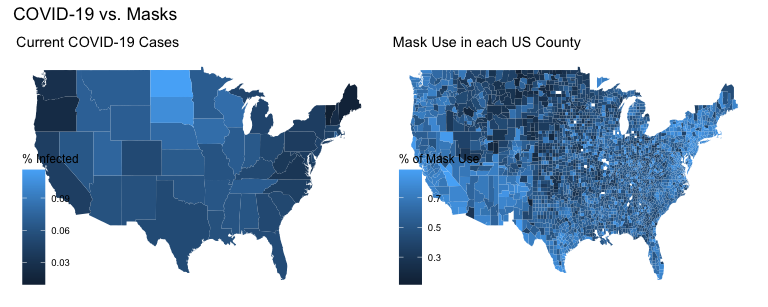 COVID-19 vs. Masks
Current COVID-19 Cases
Mask Use in each US County
% Infected
0.09
0.06
0.03
% of Mask Use
0.7
0.5
0.3